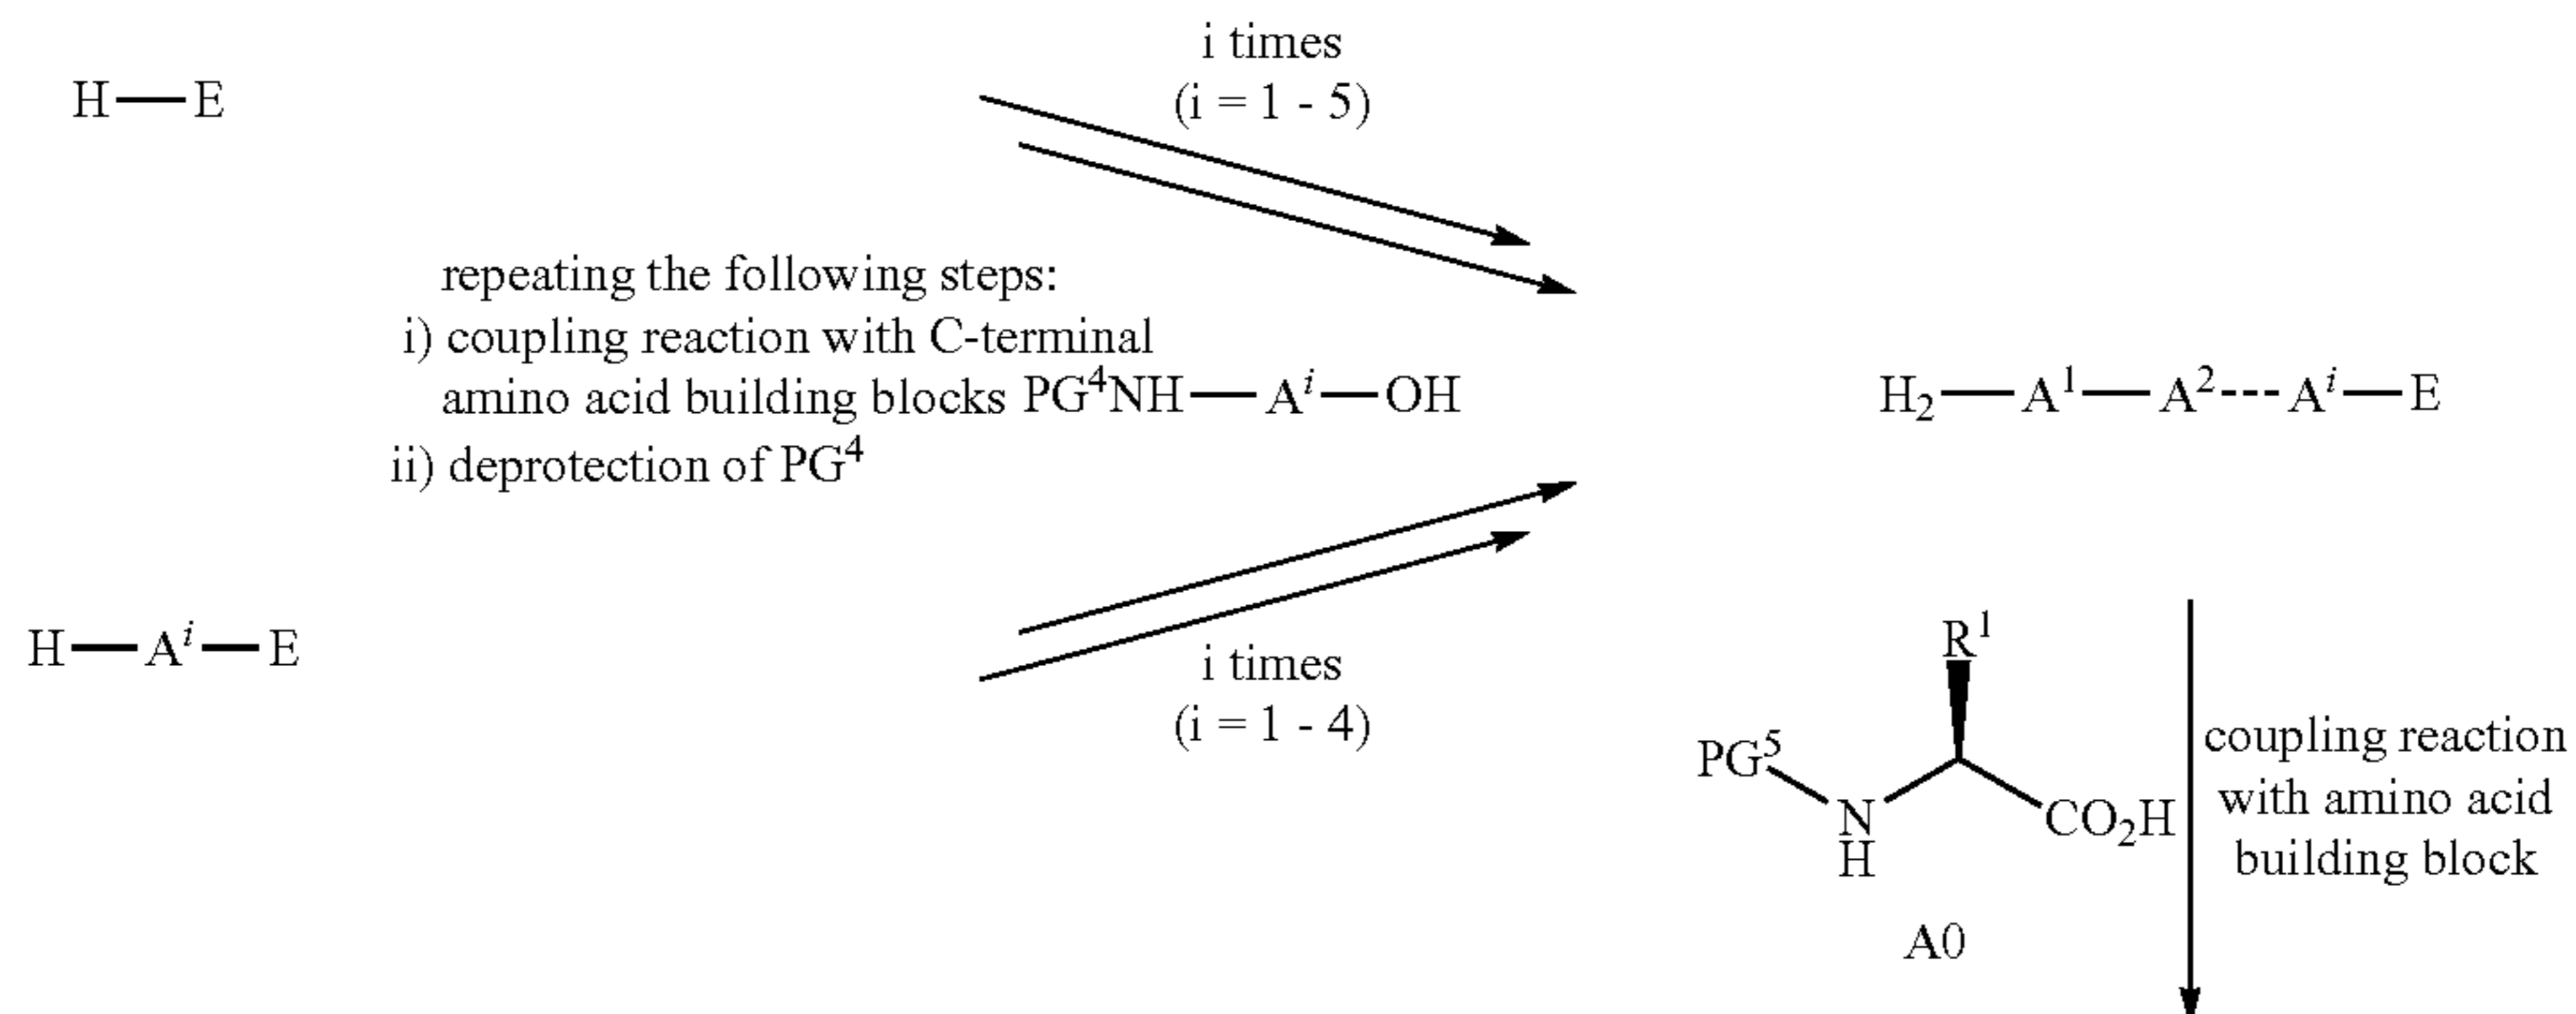 i times
(i = 1 - 5)
H—E
repeating the following steps:
i) coupling reaction with C-terminal
amino acid building blocks PG⁴NH—Aⁱ—OH
ii) deprotection of PG⁴
H₂—A¹—A²---Aⁱ—E
H—Aⁱ—E
i times
(i = 1 - 4)
R¹
PG⁵
N
H
CO₂H
A0
coupling reaction
with amino acid
building block